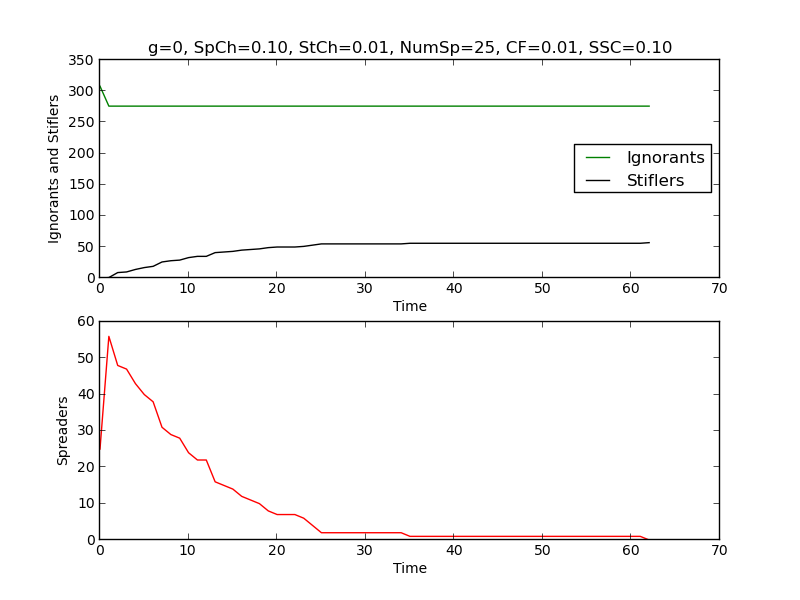 g=0, SpCh=0.10, StCh=0.01, NumSp=25, CF=0.01, SSC=0.10
350
300
250
200
150
100
50
0
Ignorants and Stiflers
Ignorants
Stiflers
0 10 20 30 40 50 60 70
Time
60
50
40
30
20
10
0
Spreaders
0 10 20 30 40 50 60 70
Time